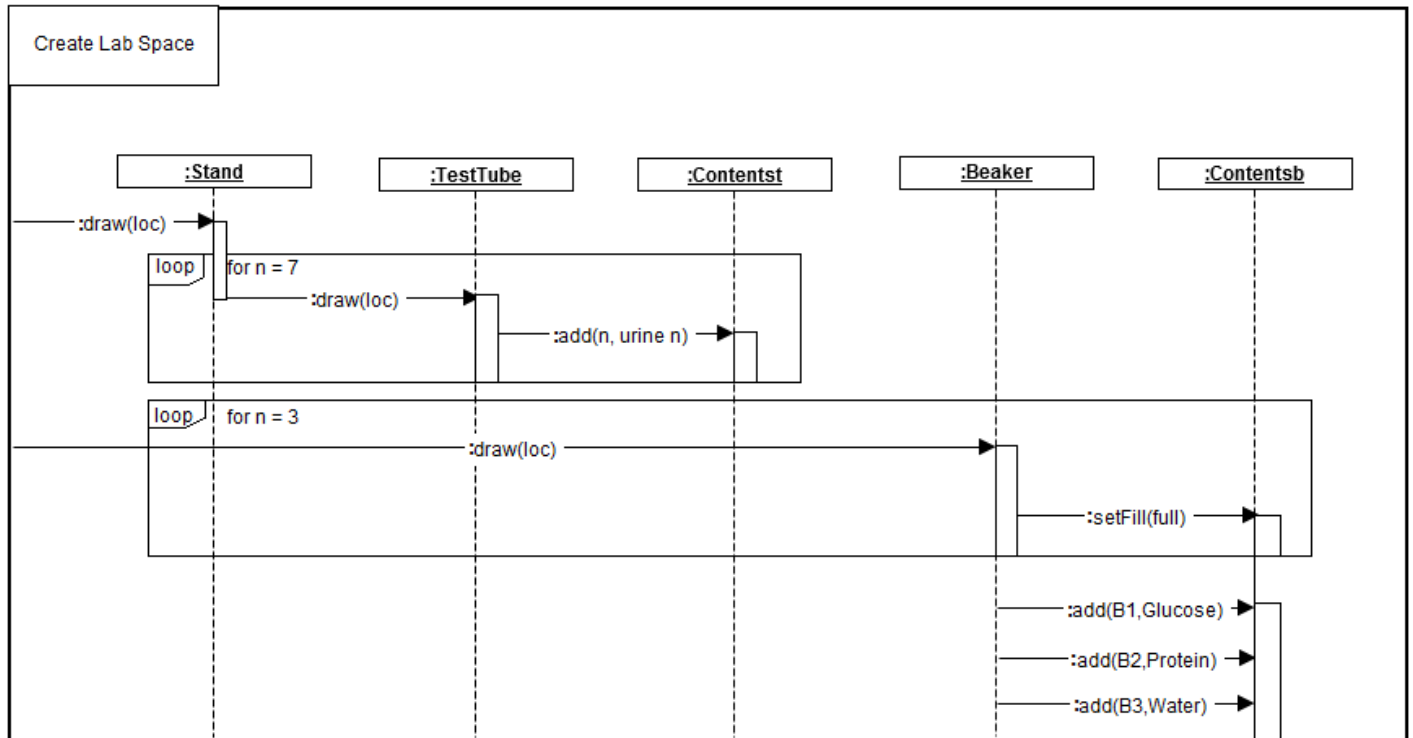 Create Lab Space
:Stand
:TestTube
:Contentst
:Beaker
:Contentsb
:draw(loc)
loop
for n = 7
:draw(loc)
:add(n, urine n)
loop
for n = 3
:draw(loc)
:setFill(full)
:add(B1,Glucose)
:add(B2,Protein)
:add(B3,Water)